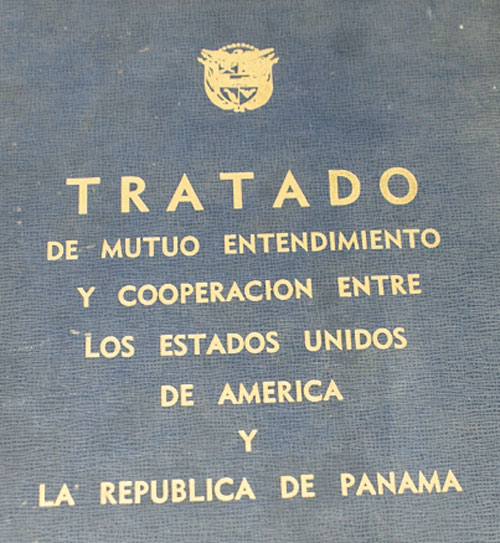 TRATADO
DE MUTUO ENTENDIMIENTO
Y COOPERACION ENTRE
LOS ESTADOS UNIDOS
DE AMERICA
Y
LA REPUBLICA DE PANAMA